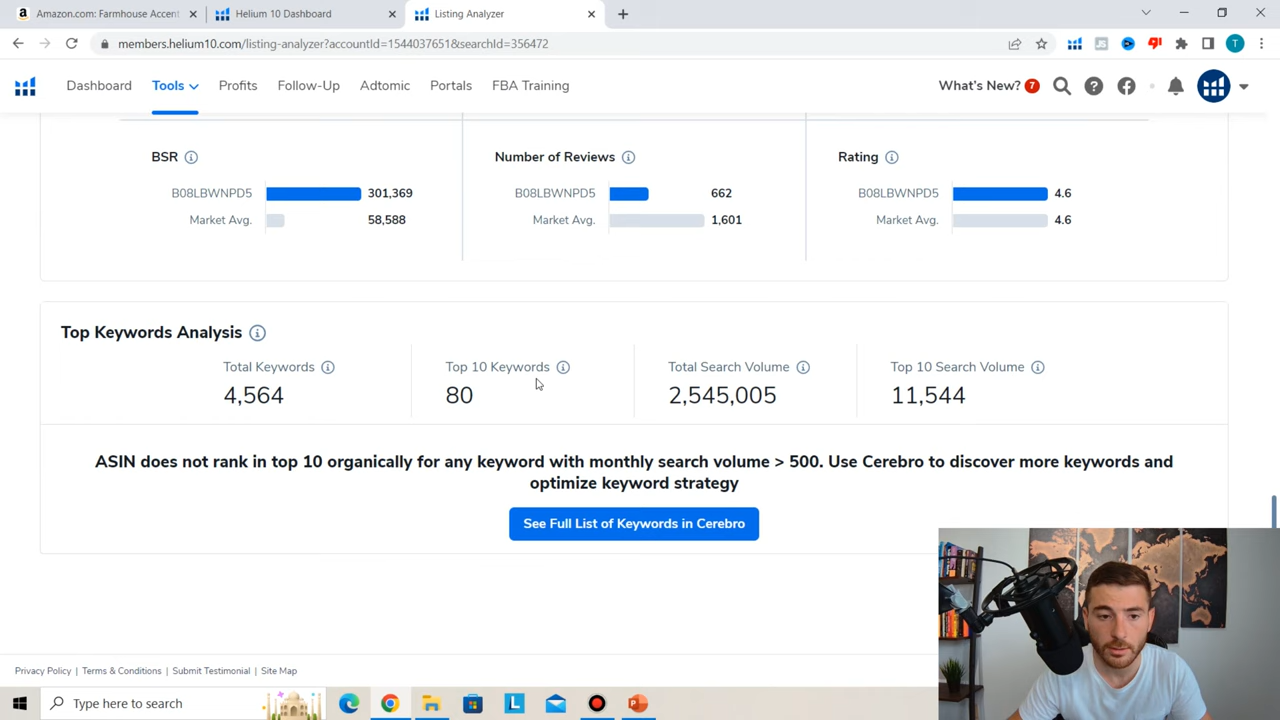 Amazon.com: Farmhouse Accent
Helium 10 Dashboard
Listing Analyzer
members.helium10.com/listing-analyzer?accountId=1544037651&searchId=356472
T
Dashboard
Tools
Profits
Follow-Up
Adtomic
Portals
FBA Training
What's New?
7
BSR
B08LBWNPD5
301,369
Market Avg.
58,588
Number of Reviews
B08LBWNPD5
662
Market Avg.
1,601
Rating
B08LBWNPD5
4.6
Market Avg.
4.6
Top Keywords Analysis
Total Keywords
4,564
Top 10 Keywords
80
Total Search Volume
2,545,005
Top 10 Search Volume
11,544
ASIN does not rank in top 10 organically for any keyword with monthly search volume > 500. Use Cerebro to discover more keywords and
optimize keyword strategy
See Full List of Keywords in Cerebro
Privacy Policy
Terms & Conditions
Submit Testimonial
Site Map
Type here to search